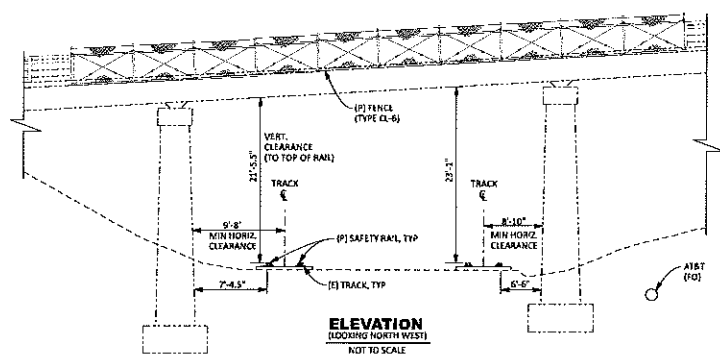 (P) FENCE
(TYPE CL-6)
VERT.
CLEARANCE
(TO TOP OF RAIL)
21'-5.5"
23'-1"
TRACK
℄
TRACK
℄
9'-8"
MIN HORIZ.
CLEARANCE
8'-10"
MIN HORIZ.
CLEARANCE
(P) SAFETY RAIL, TYP
(E) TRACK, TYP
7'-4.5"
6'-6"
AT&T
(FO)
ELEVATION
(LOOKING NORTH WEST)
NOT TO SCALE